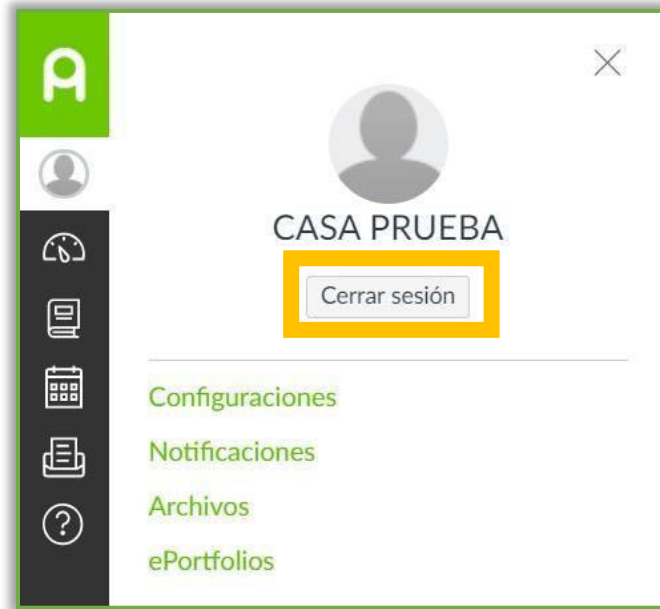 CASA PRUEBA
Cerrar sesión
Configuraciones
Notificaciones
Archivos
ePortfolios